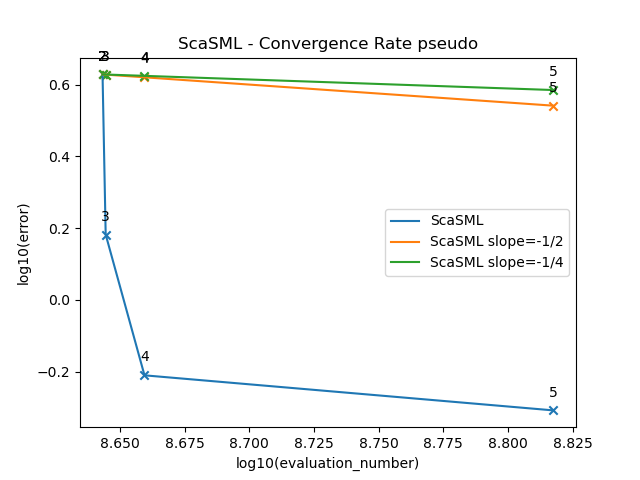 ScaSML - Convergence Rate pseudo
2 3 4
5
5
3
4
5
0.6
0.4
0.2
0.0
−0.2
log10(error)
ScaSML
ScaSML slope=-1/2
ScaSML slope=-1/4
8.650 8.675 8.700 8.725 8.750 8.775 8.800 8.825
log10(evaluation_number)